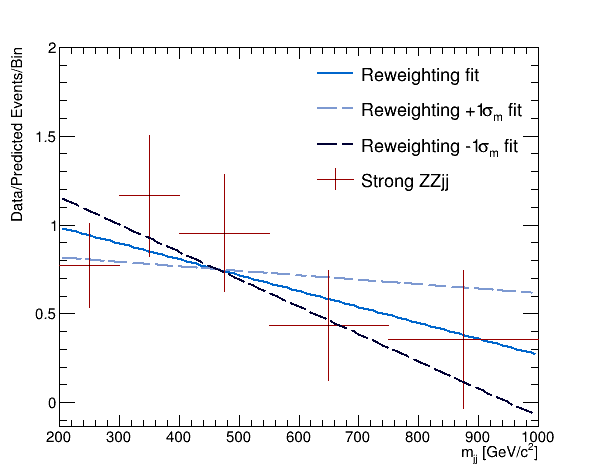 Data/Predicted Events/Bin
2
1.5
1
0.5
0
Reweighting fit
Reweighting +1σm fit
Reweighting -1σm fit
Strong ZZjj
200 300 400 500 600 700 800 900 1000
mjj [GeV/c²]